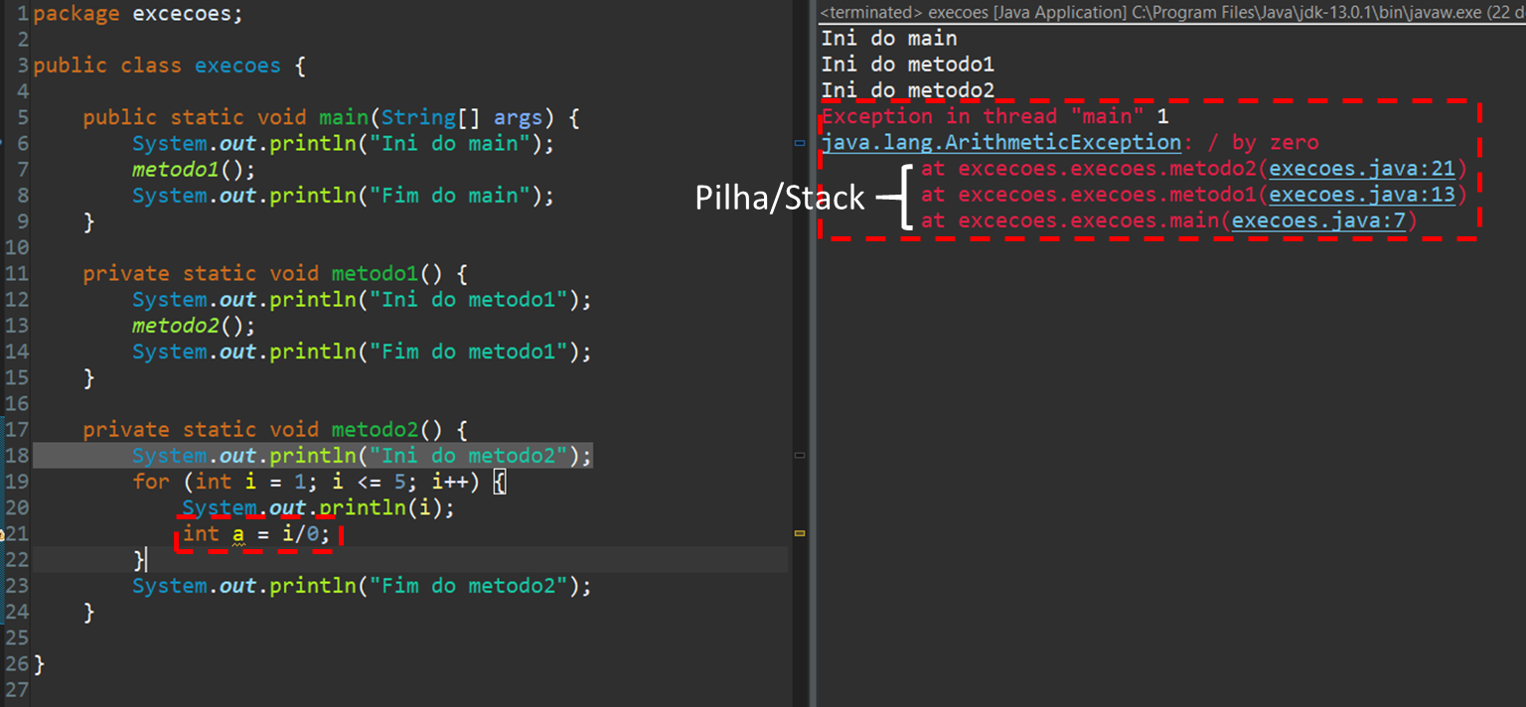 1 package excecoes;
2
3 public class execoes {
4
5     public static void main(String[] args) {
6         System.out.println("Ini do main");
7         metodo1();
8         System.out.println("Fim do main");
9     }
10
11     private static void metodo1() {
12         System.out.println("Ini do metodo1");
13         metodo2();
14         System.out.println("Fim do metodo1");
15     }
16
17     private static void metodo2() {
18         System.out.println("Ini do metodo2");
19         for (int i = 1; i <= 5; i++) {
20             System.out.println(i);
21             int a = i/0;
22         }
23         System.out.println("Fim do metodo2");
24     }
25
26 }
27
<terminated> execoes [Java Application] C:\Program Files\Java\jdk-13.0.1\bin\javaw.exe (22 d
Ini do main
Ini do metodo1
Ini do metodo2
Exception in thread "main" 1
java.lang.ArithmeticException: / by zero
Pilha/Stack
at excecoes.execoes.metodo2(execoes.java:21)
at excecoes.execoes.metodo1(execoes.java:13)
at excecoes.execoes.main(execoes.java:7)